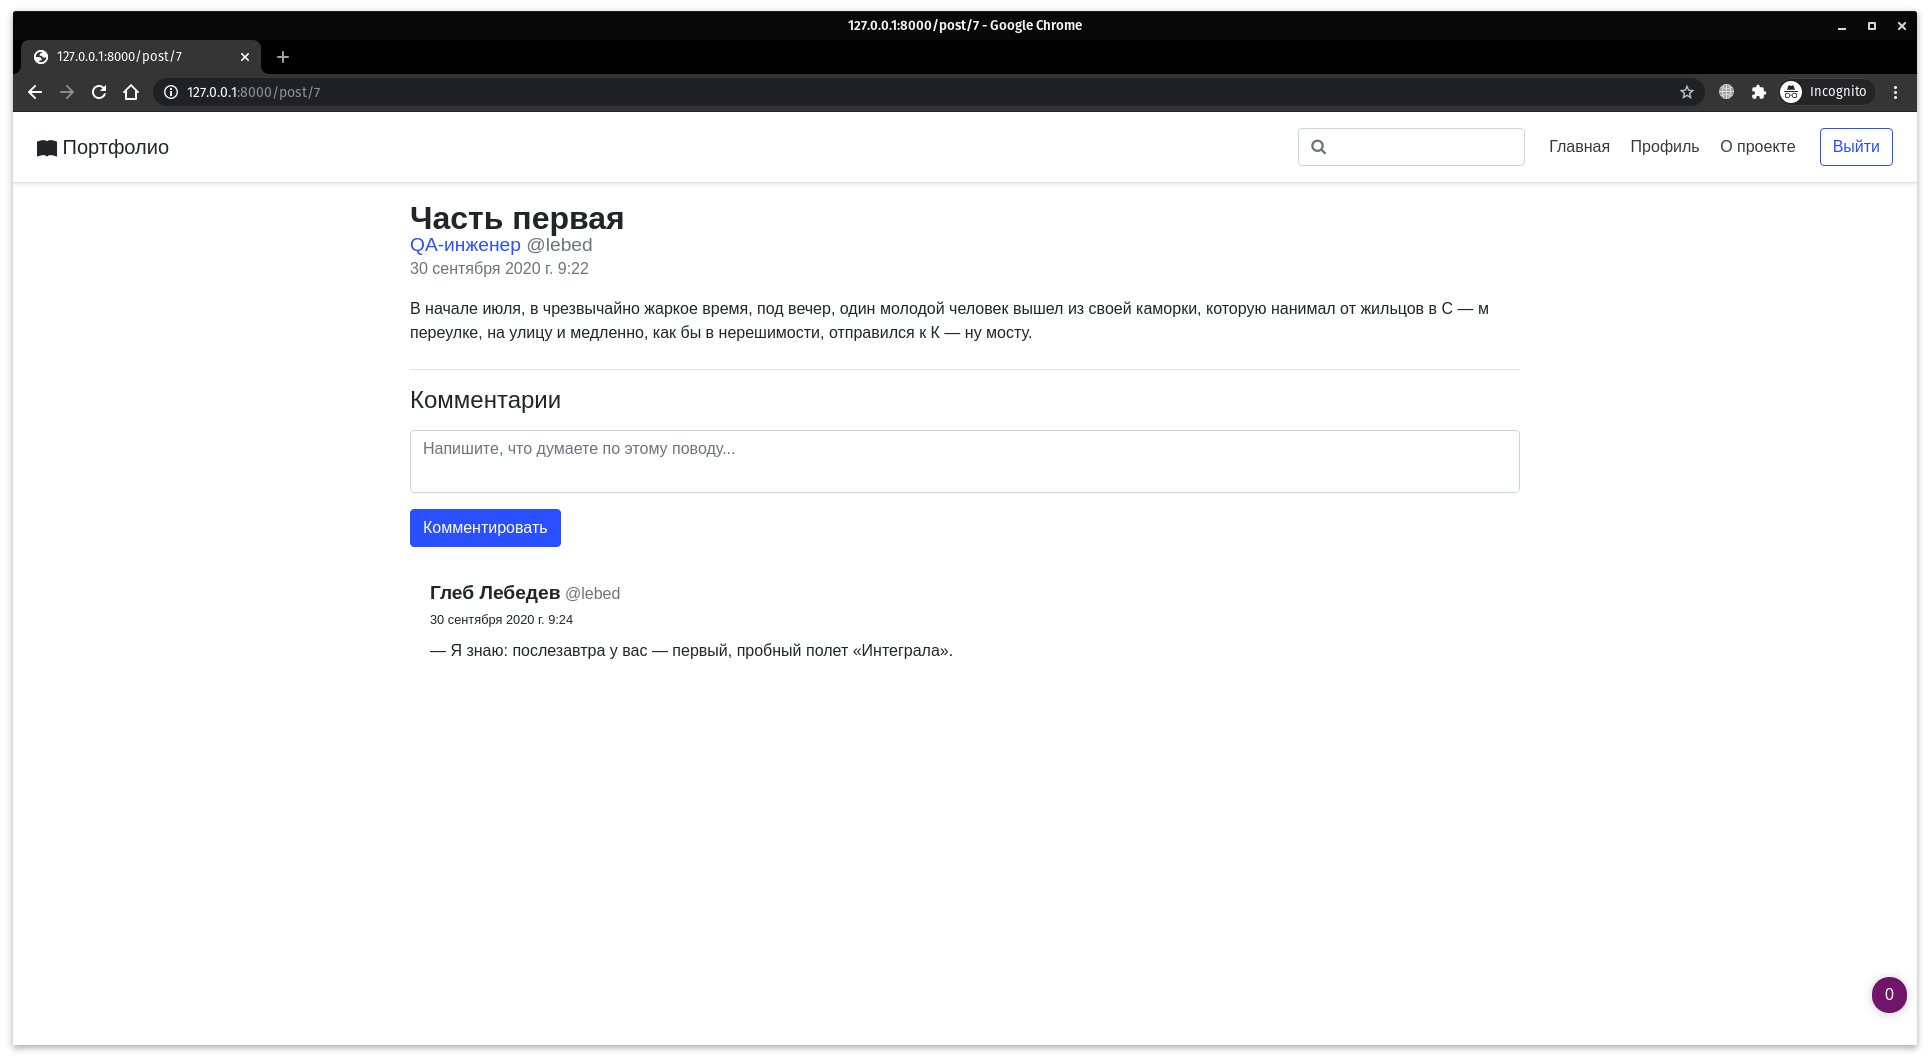 127.0.0.1:8000/post/7 - Google Chrome
127.0.0.1:8000/post/7
127.0.0.1:8000/post/7
Incognito
Портфолио
Главная Профиль О проекте Выйти
Часть первая
QA-инженер @lebed
30 сентября 2020 г. 9:22
В начале июля, в чрезвычайно жаркое время, под вечер, один молодой человек вышел из своей каморки, которую нанимал от жильцов в С — м
переулке, на улицу и медленно, как бы в нерешимости, отправился к К — ну мосту.
Комментарии
Напишите, что думаете по этому поводу...
Комментировать
Глеб Лебедев @lebed
30 сентября 2020 г. 9:24
— Я знаю: послезавтра у вас — первый, пробный полет «Интеграла».
0